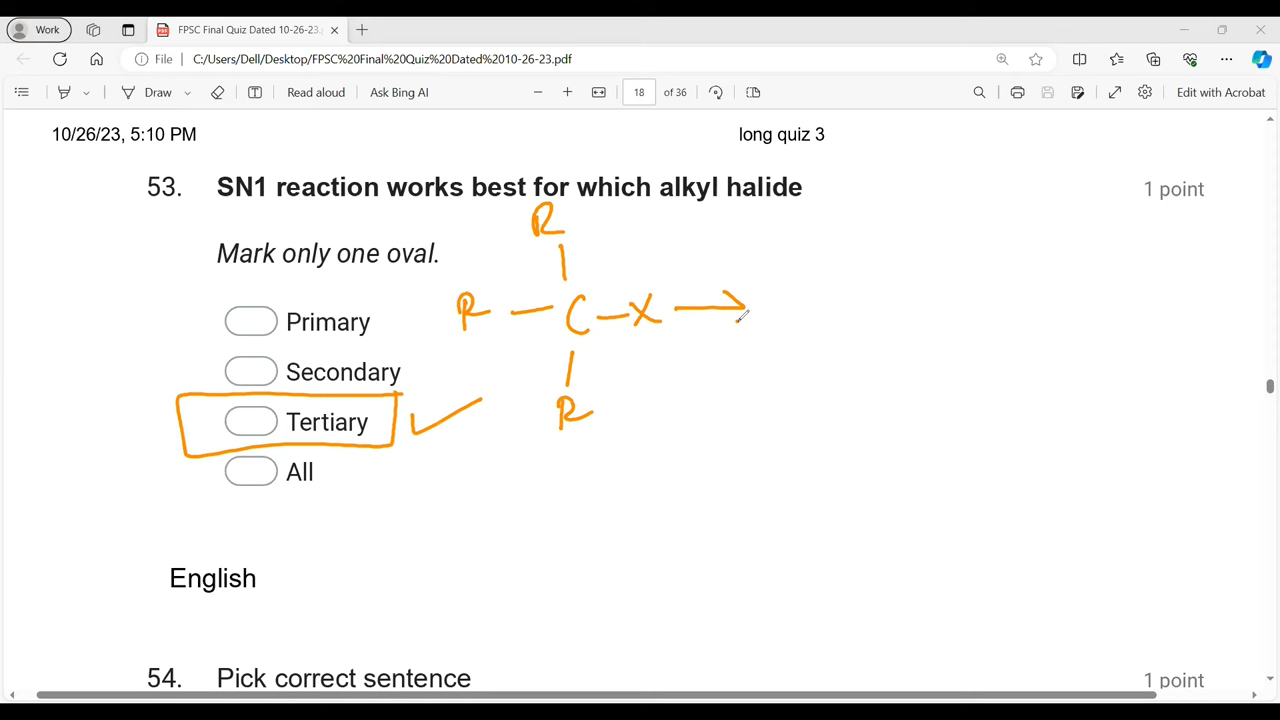 Work
FPSC Final Quiz Dated 10-26-23.
File C:/Users/Dell/Desktop/FPSC%20Final%20Quiz%20Dated%2010-26-23.pdf
Draw Read aloud Ask Bing AI 18 of 36 Edit with Acrobat
10/26/23, 5:10 PM long quiz 3
53. SN1 reaction works best for which alkyl halide 1 point
R
Mark only one oval.
Primary R — C — X →
Secondary
Tertiary ✓ R
All
English
54. Pick correct sentence 1 point